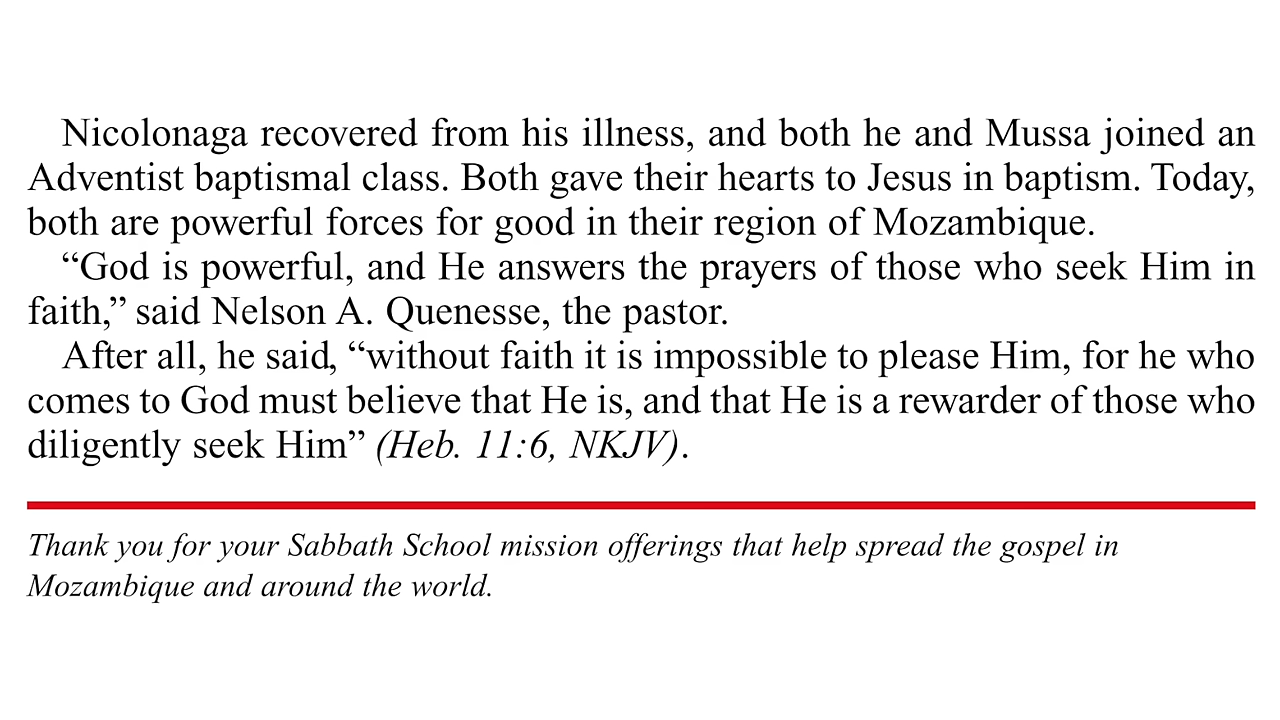 Nicolonaga recovered from his illness, and both he and Mussa joined an
Adventist baptismal class. Both gave their hearts to Jesus in baptism. Today,
both are powerful forces for good in their region of Mozambique.
“God is powerful, and He answers the prayers of those who seek Him in
faith,” said Nelson A. Quenesse, the pastor.
After all, he said, “without faith it is impossible to please Him, for he who
comes to God must believe that He is, and that He is a rewarder of those who
diligently seek Him” (Heb. 11:6, NKJV).
Thank you for your Sabbath School mission offerings that help spread the gospel in
Mozambique and around the world.